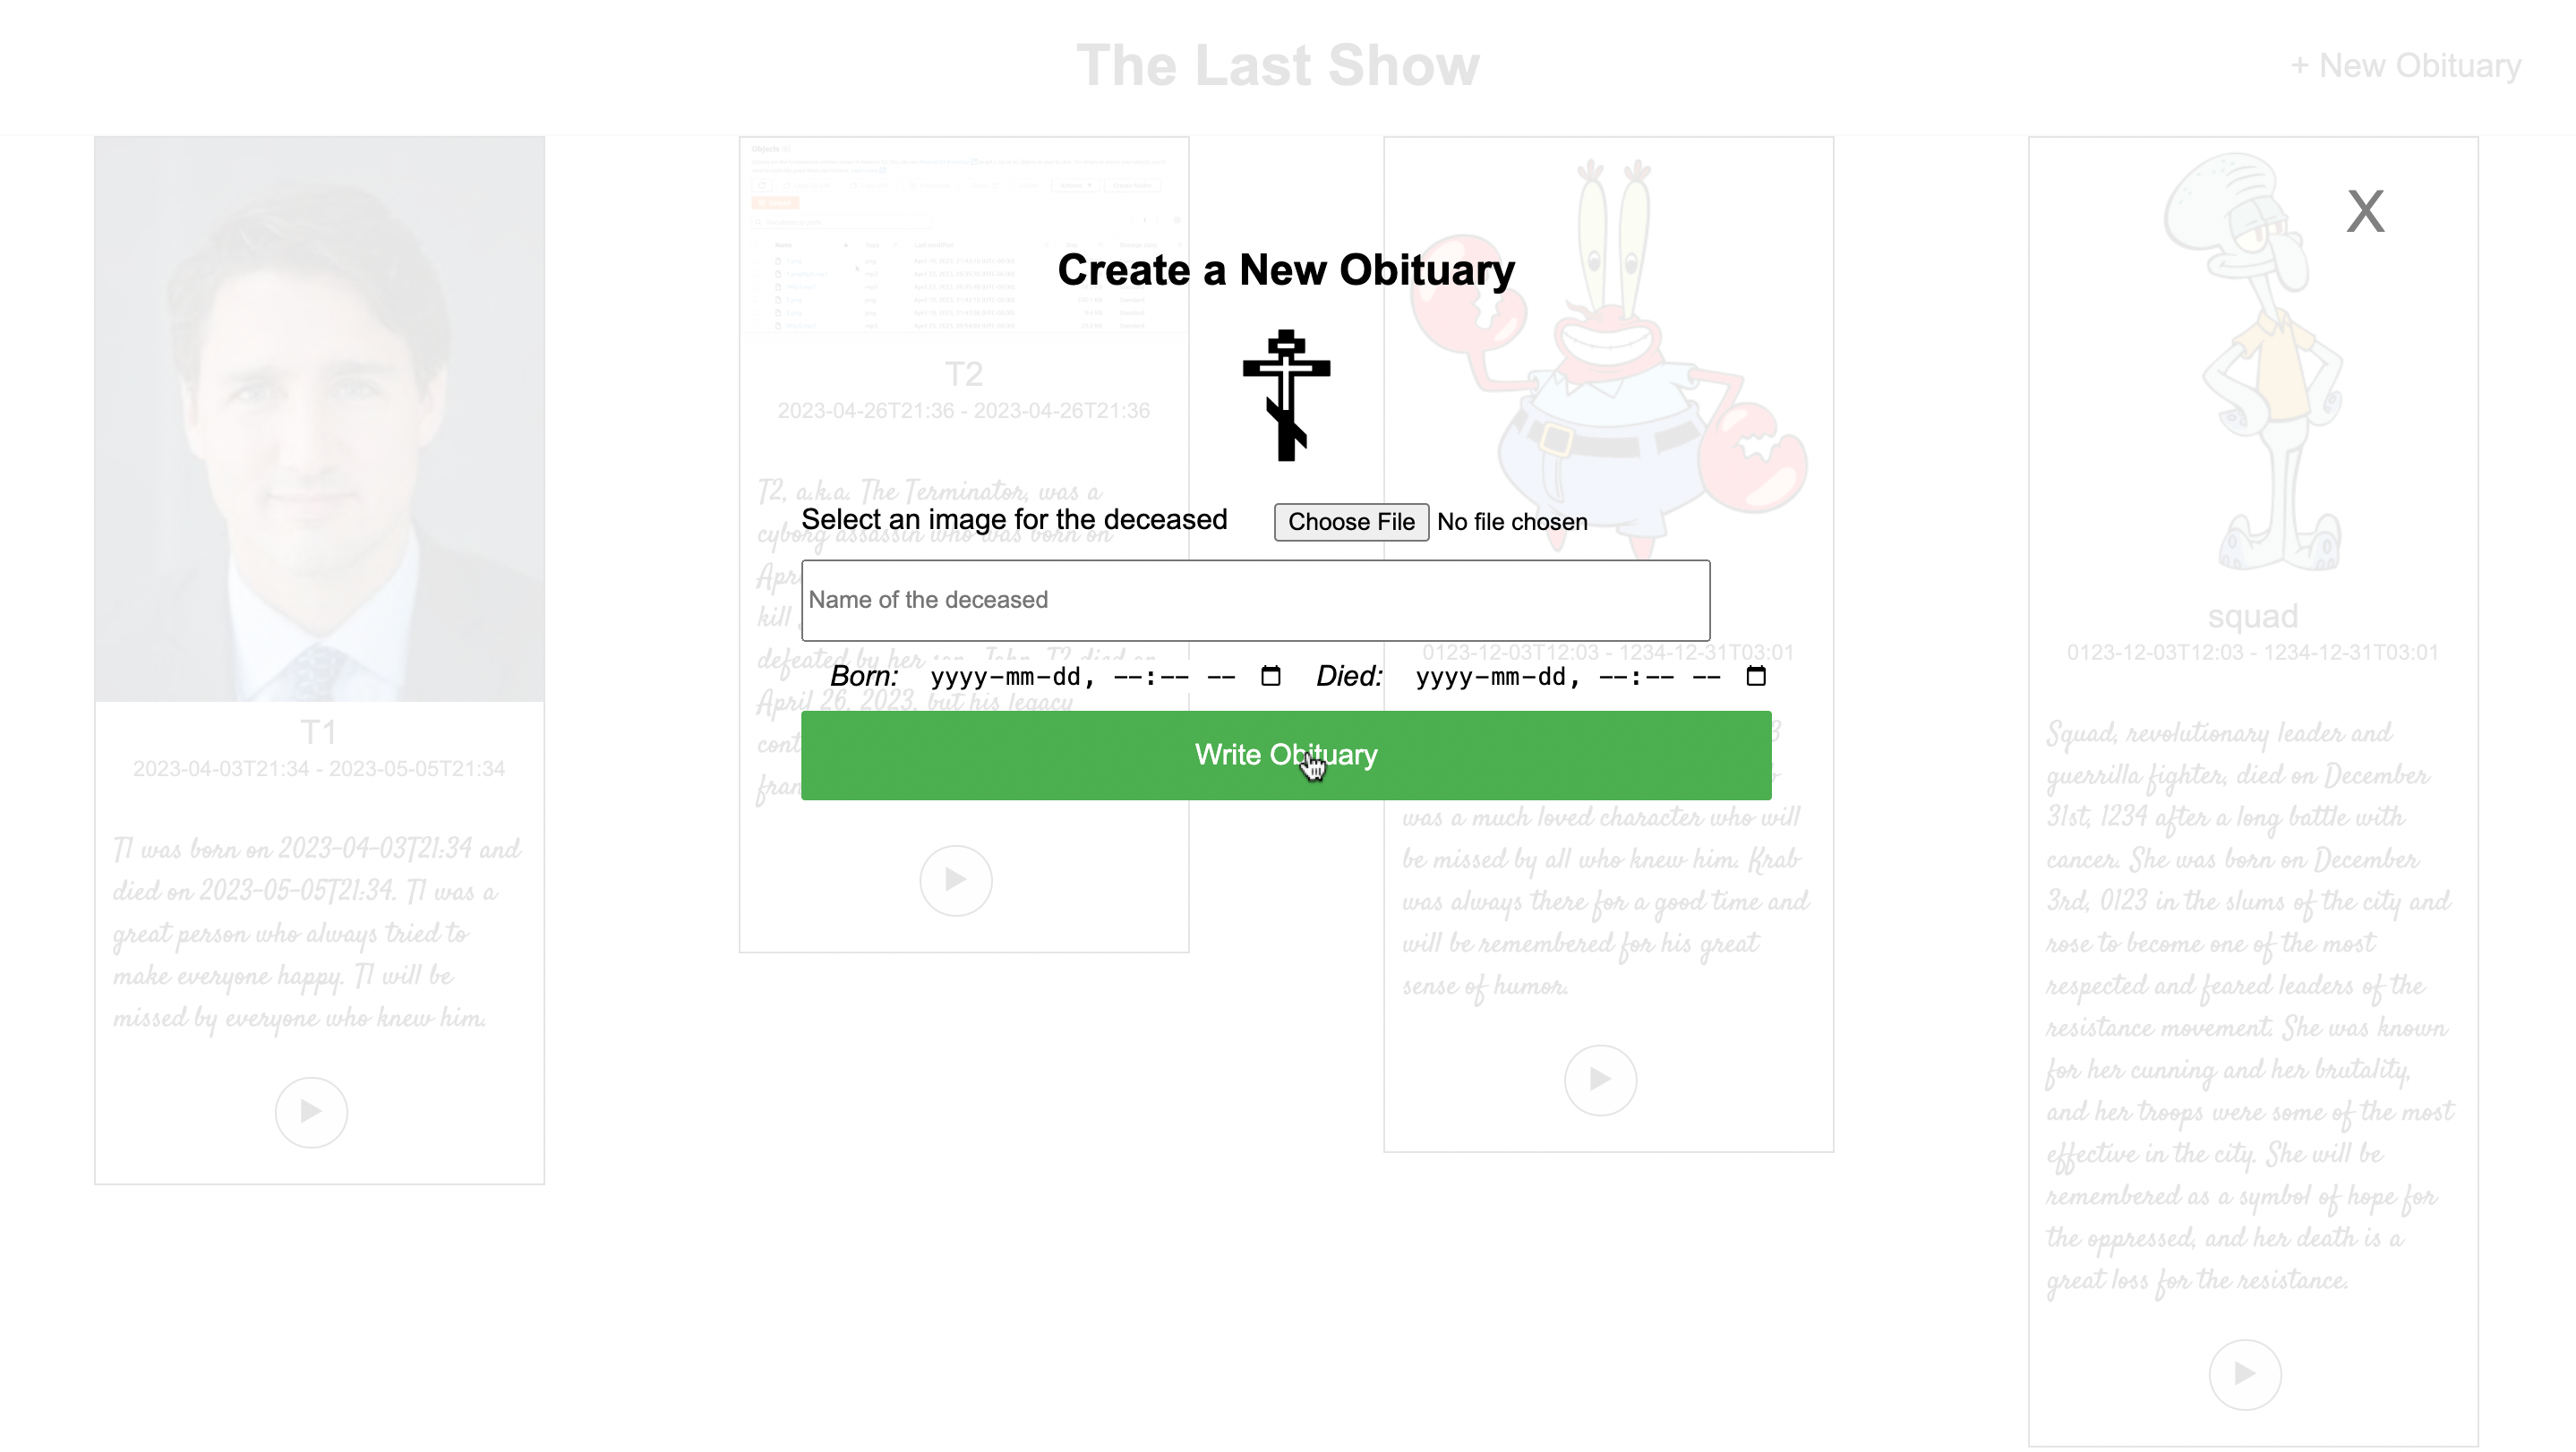 The Last Show
+ New Obituary
X
Create a New Obituary
Select an image for the deceased
Choose File No file chosen
Name of the deceased
Born: yyyy-mm-dd, --:-- --
Died: yyyy-mm-dd, --:-- --
Write Obituary
T1
2023-04-03T21:34 - 2023-05-05T21:34
T1 was born on 2023-04-03T21:34 and
died on 2023-05-05T21:34. T1 was a
great person who always tried to
make everyone happy. T1 will be
missed by everyone who knew him.
Objects
Name
Last modified
T2
2023-04-26T21:36 - 2023-04-26T21:36
T2, a.k.a. The Terminator, was a
cyborg assassin who was born on
kill
defeated by her son, John. T2 died on
April 26, 2023, but his legacy
0123-12-03T12:03 - 1234-12-31T03:01
was a much loved character who will
be missed by all who knew him. Krab
was always there for a good time and
will be remembered for his great
sense of humor.
squad
0123-12-03T12:03 - 1234-12-31T03:01
Squad, revolutionary leader and
guerrilla fighter, died on December
31st, 1234 after a long battle with
cancer. She was born on December
3rd, 0123 in the slums of the city and
rose to become one of the most
respected and feared leaders of the
resistance movement. She was known
for her cunning and her brutality,
and her troops were some of the most
effective in the city. She will be
remembered as a symbol of hope for
the oppressed, and her death is a
great loss for the resistance.